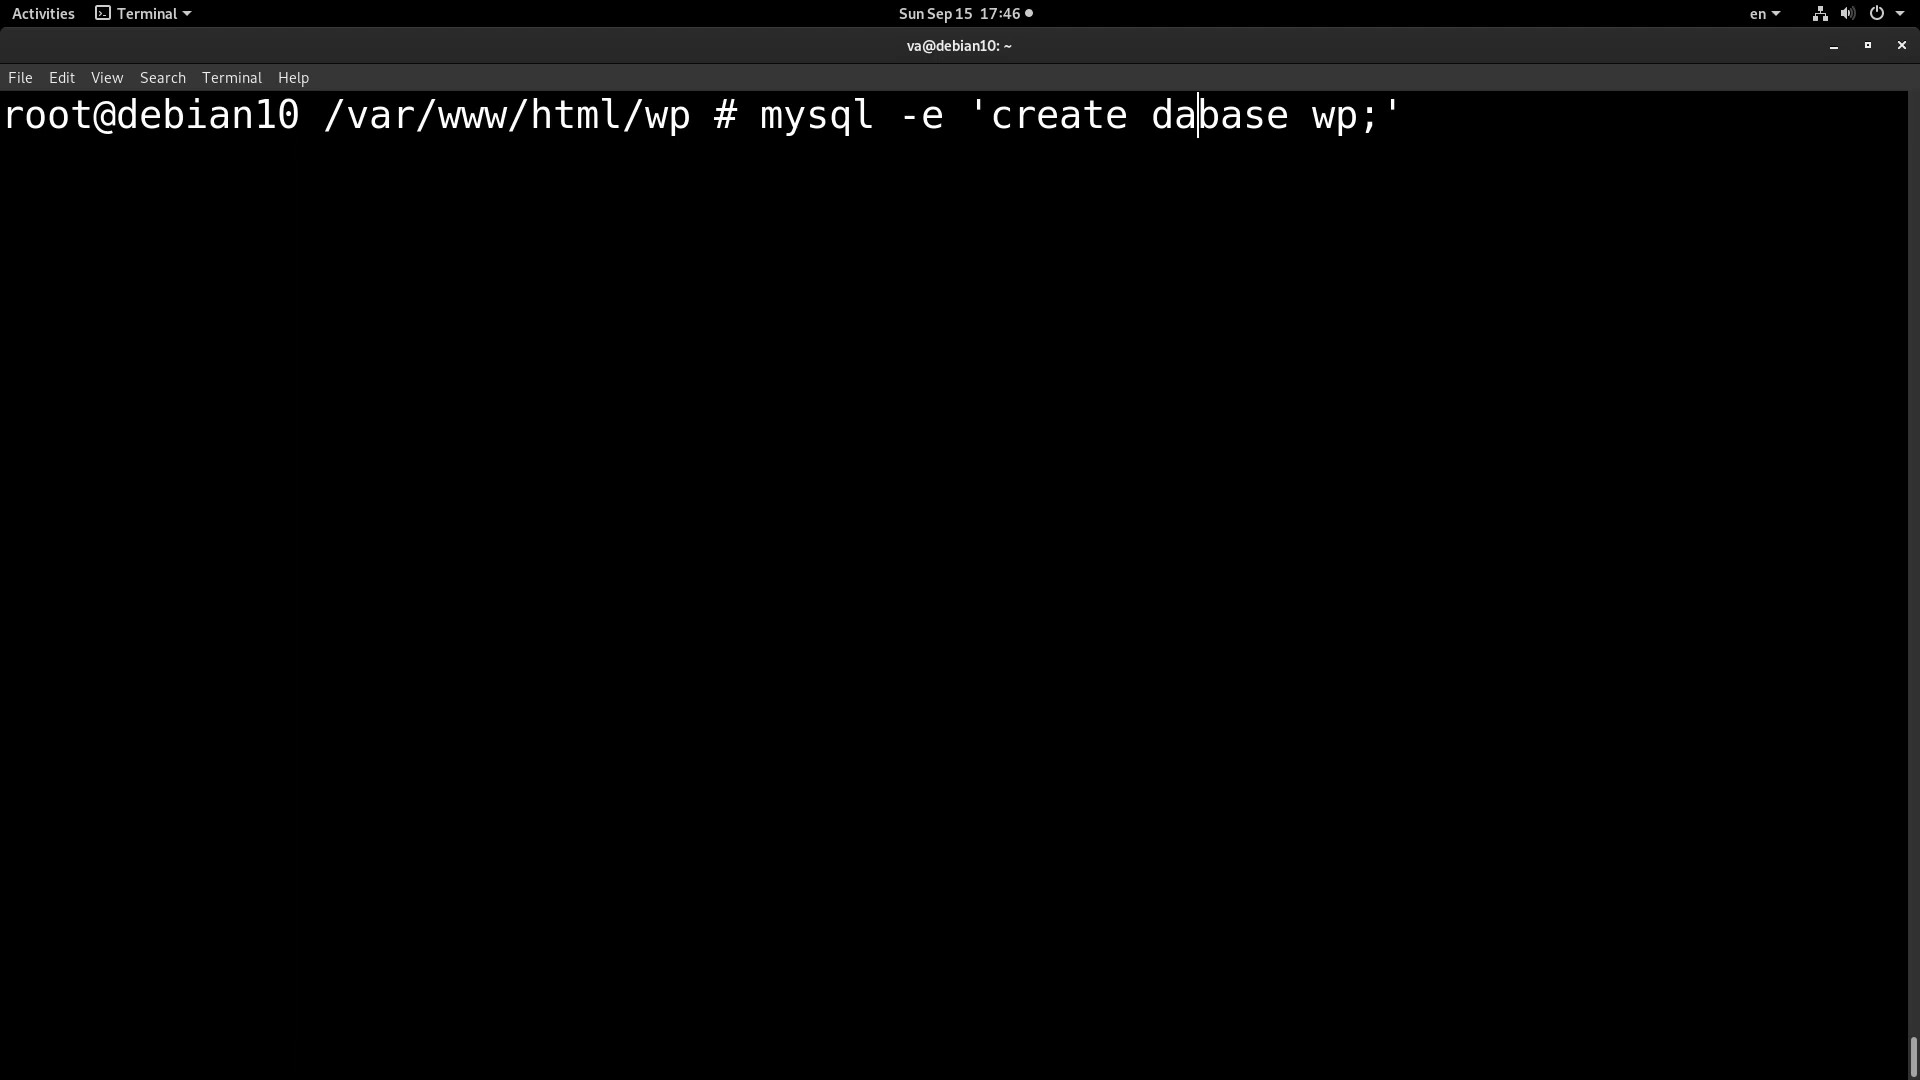 Activities Terminal Sun Sep 15 17:46 en
va@debian10: ~
File Edit View Search Terminal Help
root@debian10 /var/www/html/wp # mysql -e 'create dabase wp;'